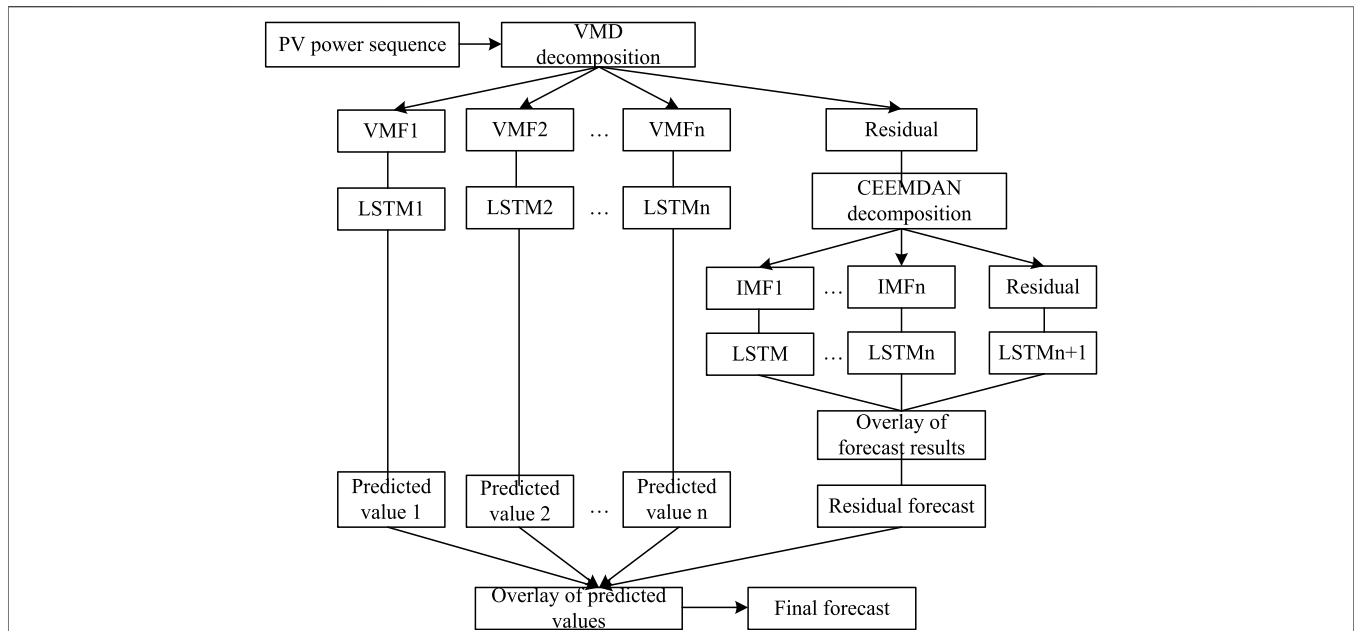 PV power sequence
VMD
decomposition
VMF1
VMF2
...
VMFn
Residual
LSTM1
LSTM2
...
LSTMn
CEEMDAN
decomposition
IMF1
...
IMFn
Residual
LSTM
...
LSTMn
LSTMn+1
Overlay of
forecast results
Predicted
value 1
Predicted
value 2
...
Predicted
value n
Residual forecast
Overlay of predicted
values
Final forecast